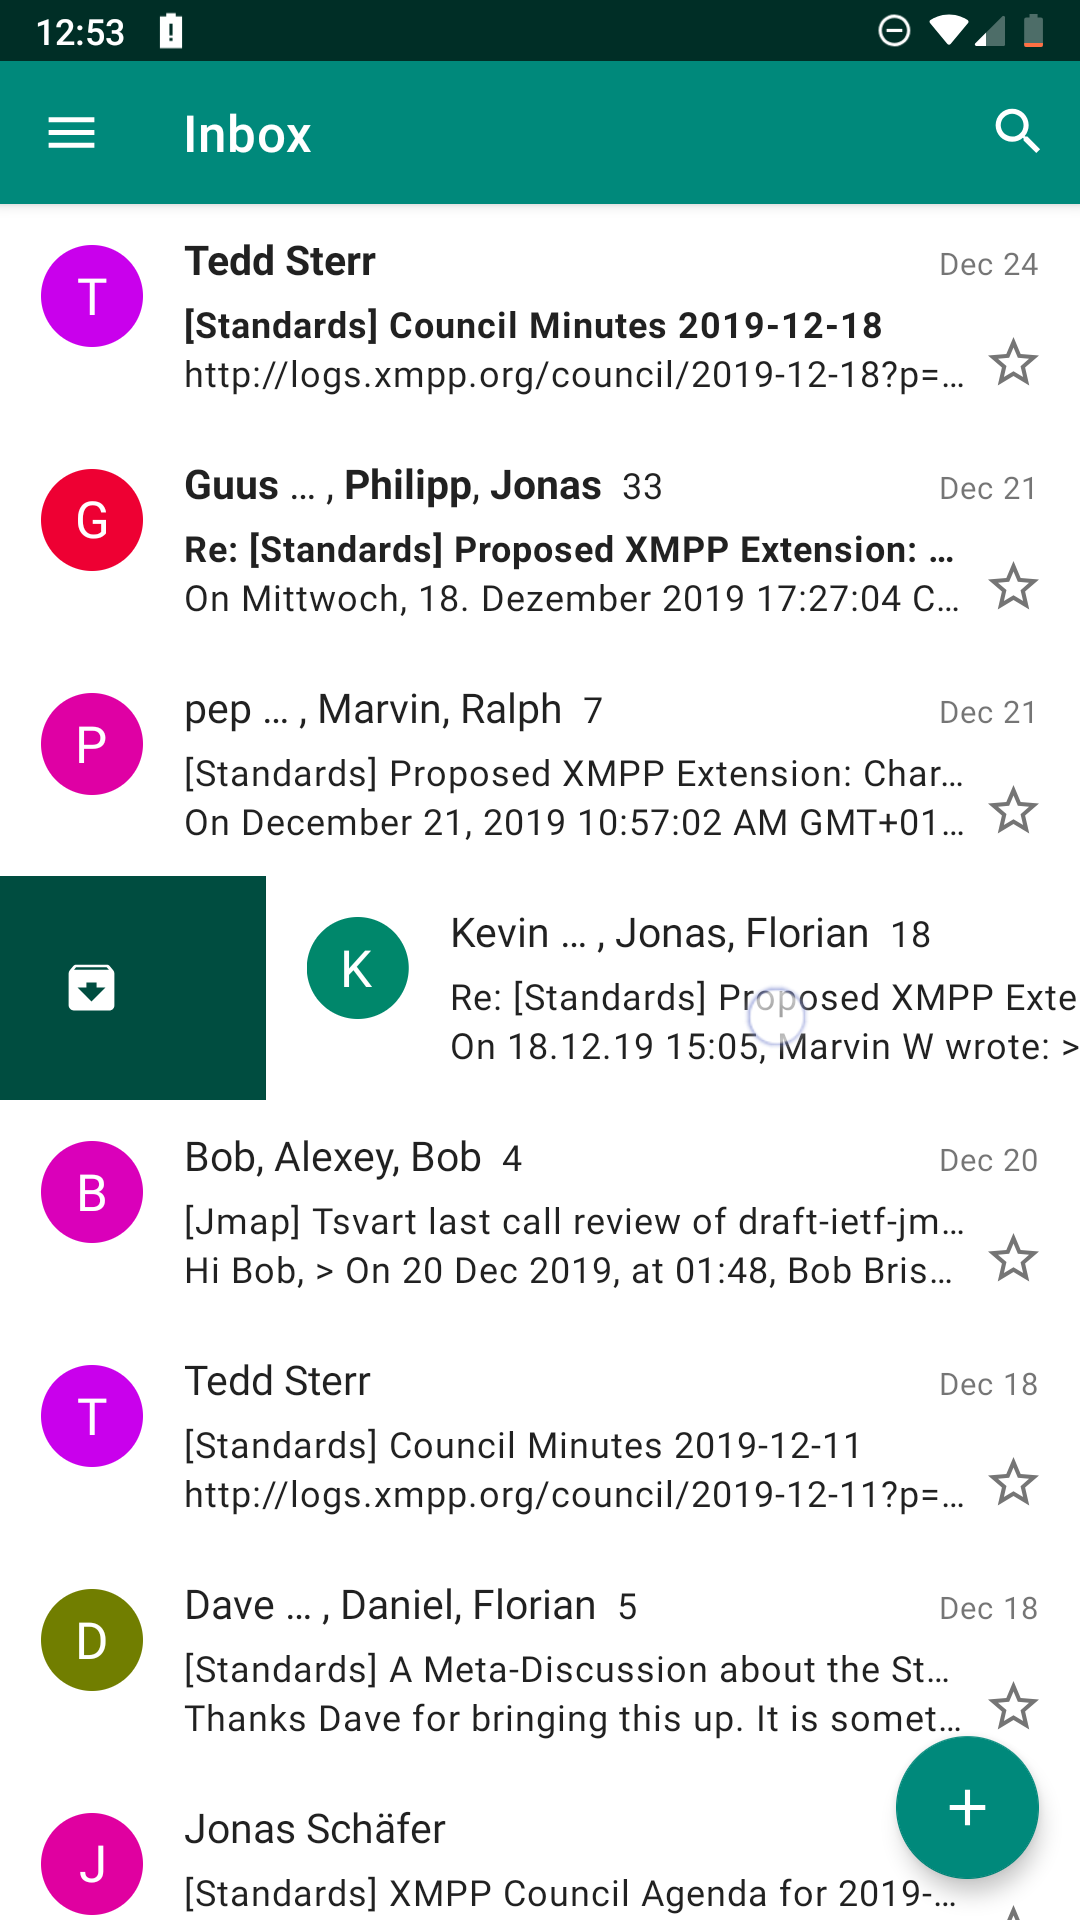 12:53
Inbox
T
Tedd Sterr
Dec 24
[Standards] Council Minutes 2019-12-18
http://logs.xmpp.org/council/2019-12-18?p=…
G
Guus … , Philipp, Jonas 33
Dec 21
Re: [Standards] Proposed XMPP Extension: …
On Mittwoch, 18. Dezember 2019 17:27:04 C…
P
pep … , Marvin, Ralph 7
Dec 21
[Standards] Proposed XMPP Extension: Char…
On December 21, 2019 10:57:02 AM GMT+01…
K
Kevin … , Jonas, Florian 18
Re: [Standards] Proposed XMPP Exte
On 18.12.19 15:05, Marvin W wrote: >
B
Bob, Alexey, Bob 4
Dec 20
[Jmap] Tsvart last call review of draft-ietf-jm…
Hi Bob, > On 20 Dec 2019, at 01:48, Bob Bris…
T
Tedd Sterr
Dec 18
[Standards] Council Minutes 2019-12-11
http://logs.xmpp.org/council/2019-12-11?p=…
D
Dave … , Daniel, Florian 5
Dec 18
[Standards] A Meta-Discussion about the St…
Thanks Dave for bringing this up. It is somet…
J
Jonas Schäfer
[Standards] XMPP Council Agenda for 2019-…